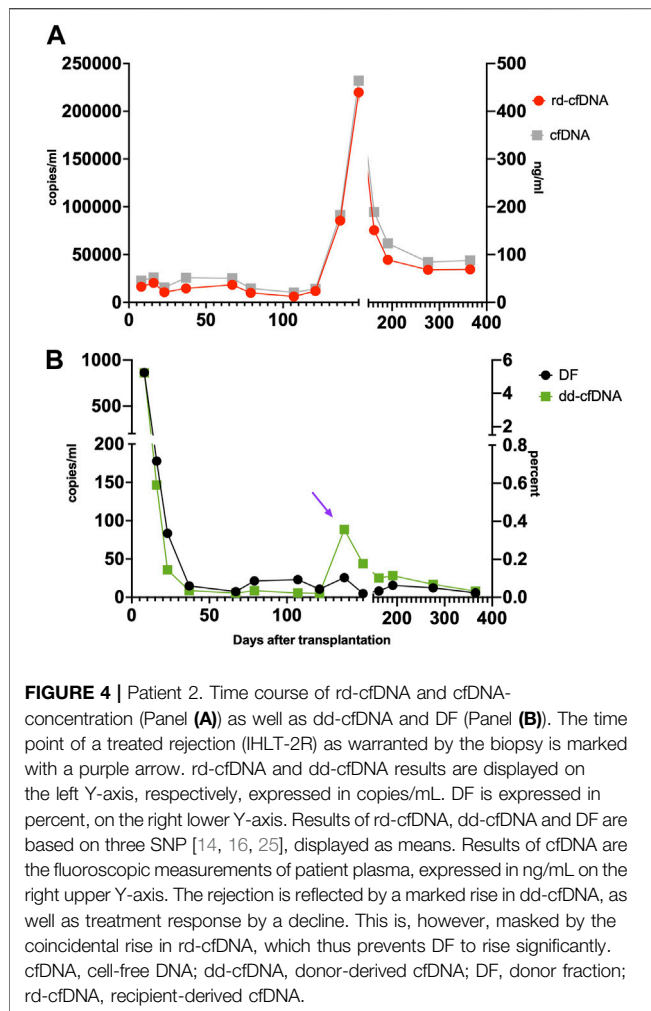 A
250000
200000
150000
100000
50000
0
copies/ml
500
400
300
200
100
0
ng/ml
rd-cfDNA
cfDNA
0 50 100 200 300 400
B
1000
500
200
150
100
50
0
copies/ml
6
4
2
0.8
0.6
0.4
0.2
0.0
percent
DF
dd-cfDNA
0 50 100 200 300 400
Days after transplantation
FIGURE 4 | Patient 2. Time course of rd-cfDNA and cfDNA-
concentration (Panel (A)) as well as dd-cfDNA and DF (Panel (B)). The time
point of a treated rejection (IHLT-2R) as warranted by the biopsy is marked
with a purple arrow. rd-cfDNA and dd-cfDNA results are displayed on
the left Y-axis, respectively, expressed in copies/mL. DF is expressed in
percent, on the right lower Y-axis. Results of rd-cfDNA, dd-cfDNA and DF are
based on three SNP [14, 16, 25], displayed as means. Results of cfDNA are
the fluoroscopic measurements of patient plasma, expressed in ng/mL on the
right upper Y-axis. The rejection is reflected by a marked rise in dd-cfDNA, as
well as treatment response by a decline. This is, however, masked by the
coincidental rise in rd-cfDNA, which thus prevents DF to rise significantly.
cfDNA, cell-free DNA; dd-cfDNA, donor-derived cfDNA; DF, donor fraction;
rd-cfDNA, recipient-derived cfDNA.